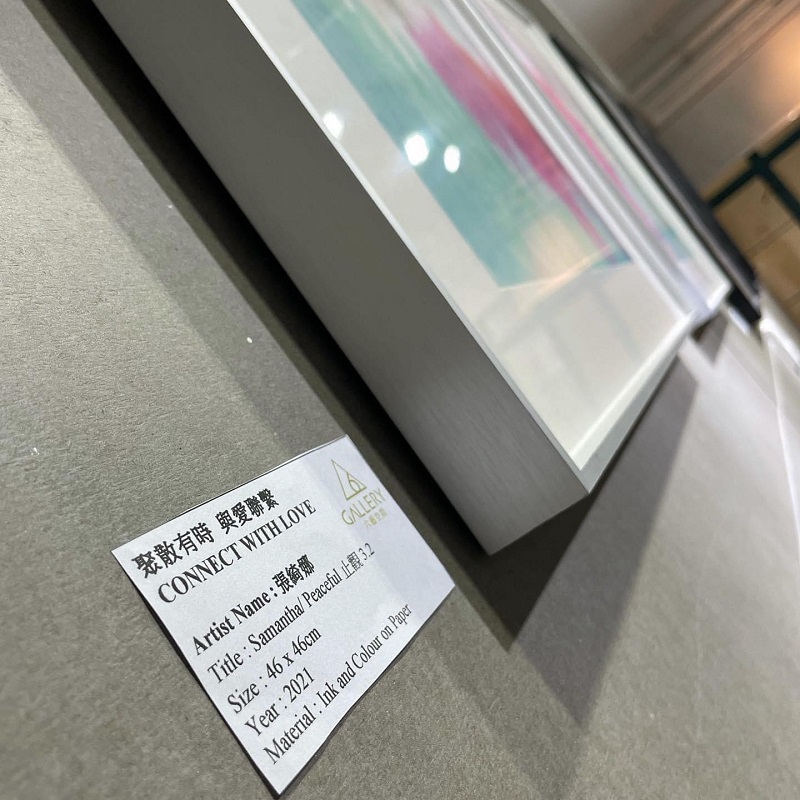 聚散有時 與愛聯繫
CONNECT WITH LOVE
GALLERY
Artist Name : 張綺娜
Title : Samantha/ Peaceful 止觀 3.2
Size : 46 x 46cm
Year : 2021
Material : Ink and Colour on Paper